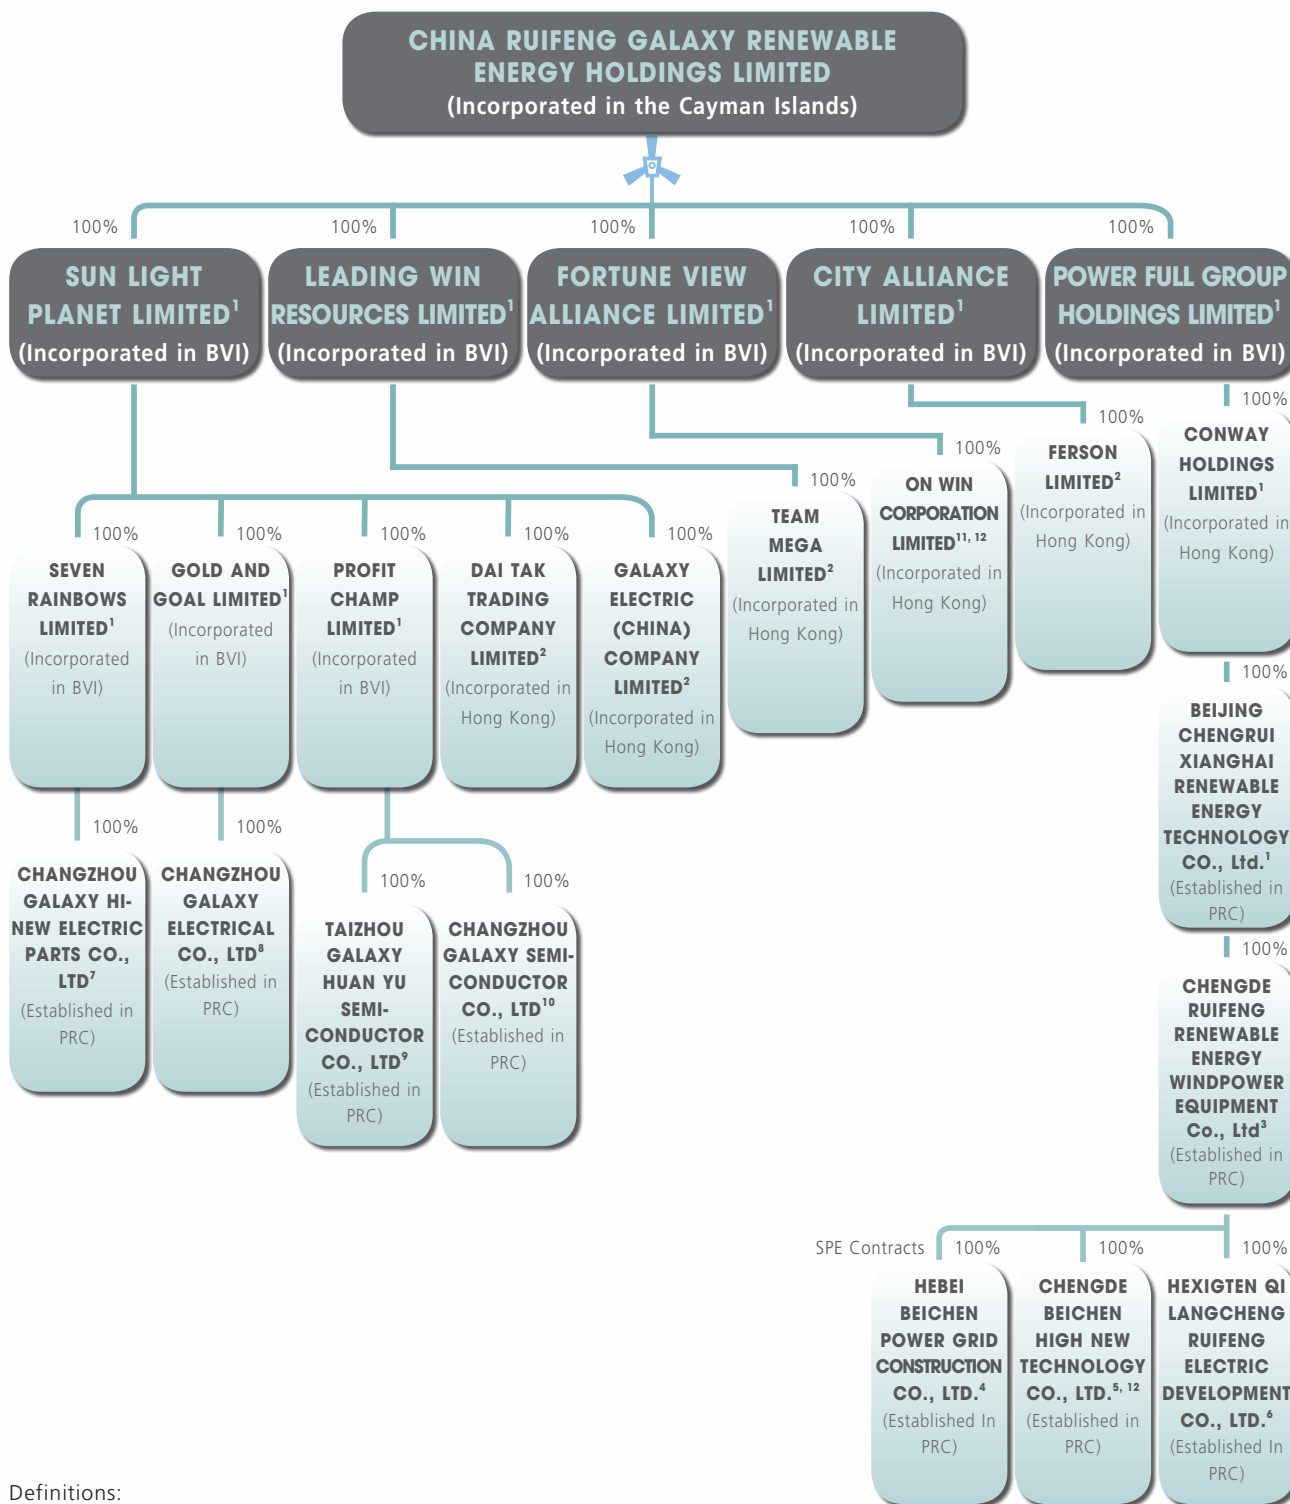 CHINA RUIFENG GALAXY RENEWABLE
ENERGY HOLDINGS LIMITED
(Incorporated in the Cayman Islands)
100%
100%
100%
100%
100%
SUN LIGHT
PLANET LIMITED¹
(Incorporated in BVI)
LEADING WIN
RESOURCES LIMITED¹
(Incorporated in BVI)
FORTUNE VIEW
ALLIANCE LIMITED¹
(Incorporated in BVI)
CITY ALLIANCE
LIMITED¹
(Incorporated in BVI)
POWER FULL GROUP
HOLDINGS LIMITED¹
(Incorporated in BVI)
100%
SEVEN
RAINBOWS
LIMITED¹
(Incorporated
in BVI)
100%
GOLD AND
GOAL LIMITED¹
(Incorporated
in BVI)
100%
PROFIT
CHAMP
LIMITED¹
(Incorporated
in BVI)
100%
DAI TAK
TRADING
COMPANY
LIMITED²
(Incorporated in
Hong Kong)
100%
GALAXY
ELECTRIC
(CHINA)
COMPANY
LIMITED²
(Incorporated in
Hong Kong)
100%
TEAM
MEGA
LIMITED²
(Incorporated in
Hong Kong)
100%
ON WIN
CORPORATION
LIMITED¹¹, ¹²
(Incorporated in
Hong Kong)
100%
FERSON
LIMITED²
(Incorporated in
Hong Kong)
100%
CONWAY
HOLDINGS
LIMITED¹
(Incorporated in
Hong Kong)
100%
BEIJING
CHENGRUI
XIANGHAI
RENEWABLE
ENERGY
TECHNOLOGY
CO., Ltd.¹
(Established in
PRC)
100%
CHANGZHOU
GALAXY HI-
NEW ELECTRIC
PARTS CO.,
LTD⁷
(Established in
PRC)
100%
CHANGZHOU
GALAXY
ELECTRICAL
CO., LTD⁸
(Established in
PRC)
100%
TAIZHOU
GALAXY
HUAN YU
SEMI-
CONDUCTOR
CO., LTD⁹
(Established in
PRC)
100%
CHANGZHOU
GALAXY SEMI-
CONDUCTOR
CO., LTD¹⁰
(Established in
PRC)
100%
CHENGDE
RUIFENG
RENEWABLE
ENERGY
WINDPOWER
EQUIPMENT
Co., Ltd³
(Established in
PRC)
SPE Contracts
100%
HEBEI
BEICHEN
POWER GRID
CONSTRUCTION
CO., LTD.⁴
(Established In
PRC)
100%
CHENGDE
BEICHEN
HIGH NEW
TECHNOLOGY
CO., LTD.⁵, ¹²
(Established in
PRC)
100%
HEXIGTEN QI
LANGCHENG
RUIFENG
ELECTRIC
DEVELOPMENT
CO., LTD.⁶
(Established In
PRC)
Definitions: